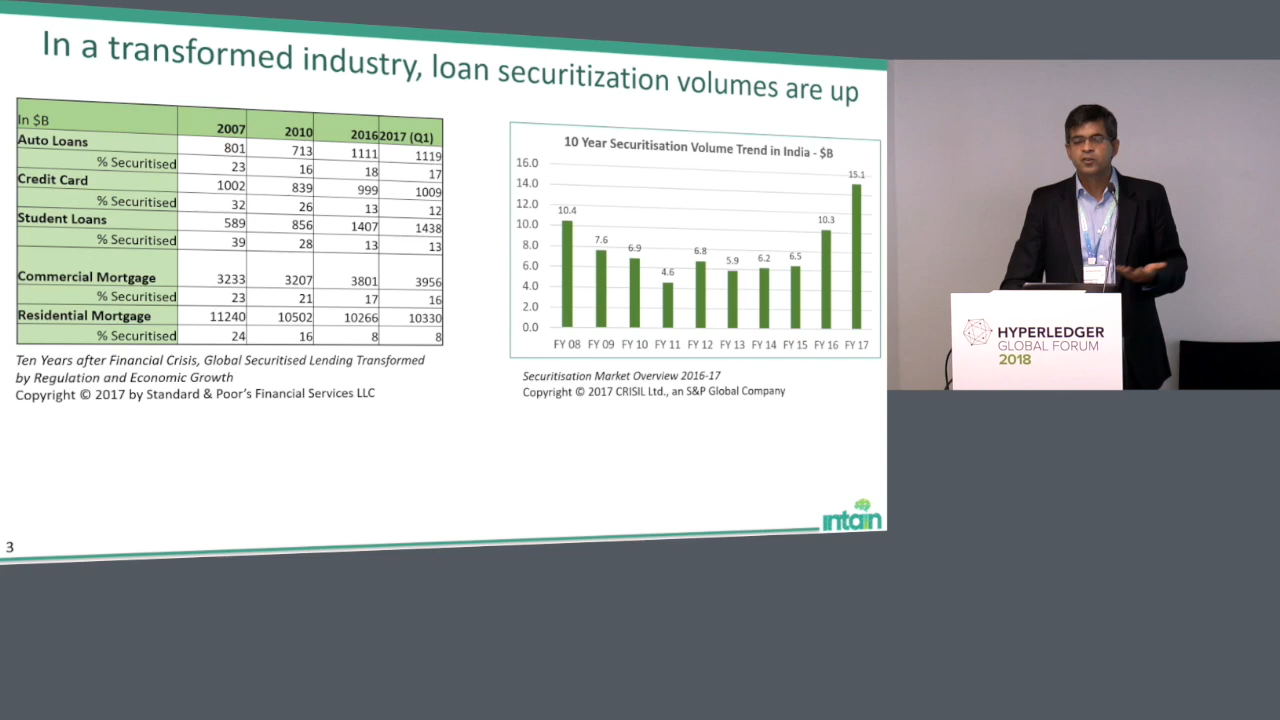 In a transformed industry, loan securitization volumes are up
In $B 2007 2010 2016 2017 (Q1)
Auto Loans 801 713 1111 1119
% Securitised 23 16 18 17
Credit Card 1002 839 999 1009
% Securitised 32 26 13 12
Student Loans 589 856 1407 1438
% Securitised 39 28 13 13
Commercial Mortgage 3233 3207 3801 3956
% Securitised 23 21 17 16
Residential Mortgage 11240 10502 10266 10330
% Securitised 24 16 8 8
Ten Years after Financial Crisis, Global Securitised Lending Transformed
by Regulation and Economic Growth
Copyright © 2017 by Standard & Poor's Financial Services LLC
10 Year Securitisation Volume Trend in India - $B
16.0
14.0
12.0
10.0
8.0
6.0
4.0
2.0
0.0
10.4 7.6 6.9 4.6 6.8 5.9 6.2 6.5 10.3 15.1
FY 08 FY 09 FY 10 FY 11 FY 12 FY 13 FY 14 FY 15 FY 16 FY 17
Securitisation Market Overview 2016-17
Copyright © 2017 CRISIL Ltd., an S&P Global Company
intain
3
HYPERLEDGER
GLOBAL FORUM
2018